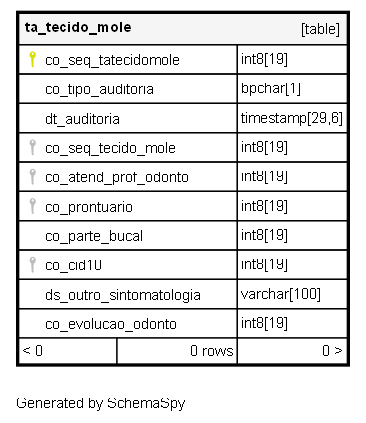 ta_tecido_mole [table]
co_seq_tatecidomole int8[19]
co_tipo_auditoria bpchar[1]
dt_auditoria timestamp[29,6]
co_seq_tecido_mole int8[19]
co_atend_prof_odonto int8[19]
co_prontuario int8[19]
co_parte_bucal int8[19]
co_cid10 int8[19]
ds_outro_sintomatologia varchar[100]
co_evolucao_odonto int8[19]
< 0 0 rows 0 >
Generated by SchemaSpy